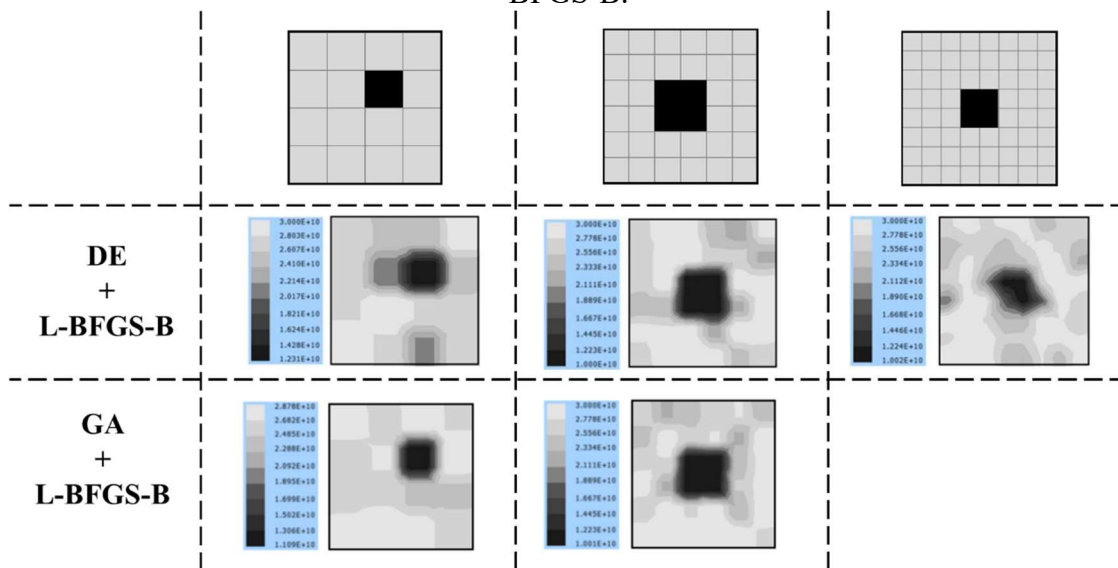 BFGS-B.
DE
+
L-BFGS-B
3.000E+10
2.803E+10
2.607E+10
2.410E+10
2.214E+10
2.017E+10
1.821E+10
1.624E+10
1.428E+10
1.231E+10
3.000E+10
2.778E+10
2.556E+10
2.333E+10
2.111E+10
1.889E+10
1.667E+10
1.445E+10
1.223E+10
1.000E+10
3.000E+10
2.778E+10
2.556E+10
2.334E+10
2.112E+10
1.890E+10
1.668E+10
1.446E+10
1.224E+10
1.002E+10
GA
+
L-BFGS-B
2.878E+10
2.682E+10
2.485E+10
2.288E+10
2.092E+10
1.895E+10
1.699E+10
1.502E+10
1.306E+10
1.109E+10
3.000E+10
2.778E+10
2.556E+10
2.334E+10
2.111E+10
1.889E+10
1.667E+10
1.445E+10
1.223E+10
1.001E+10